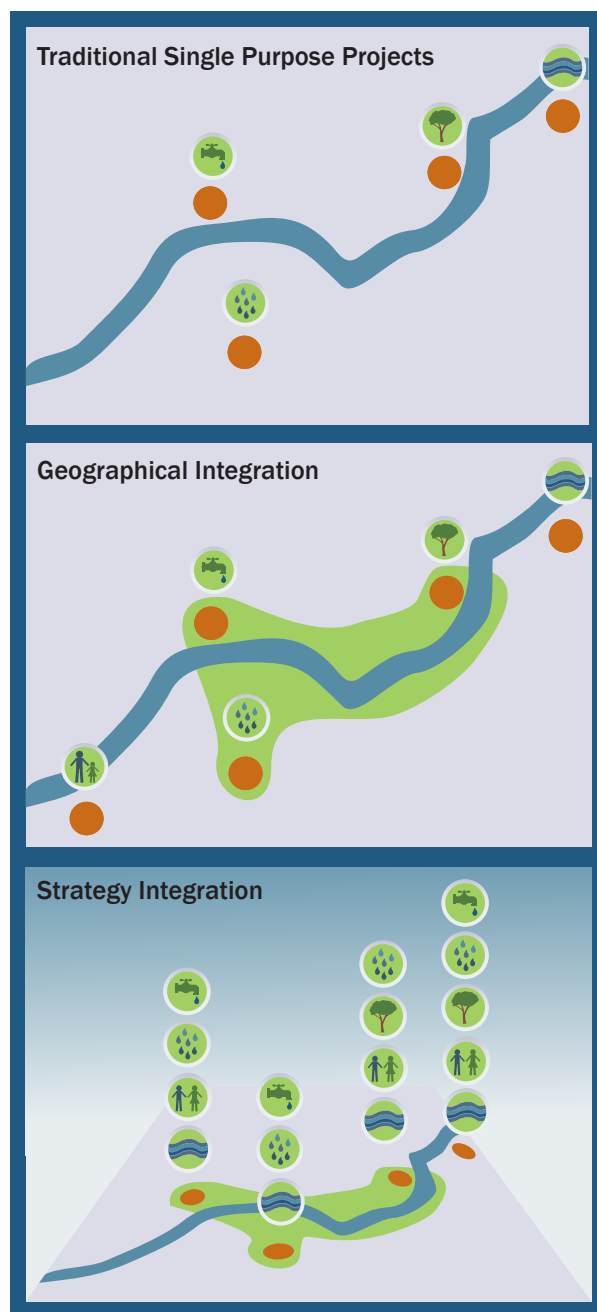 Traditional Single Purpose Projects
Geographical Integration
Strategy Integration